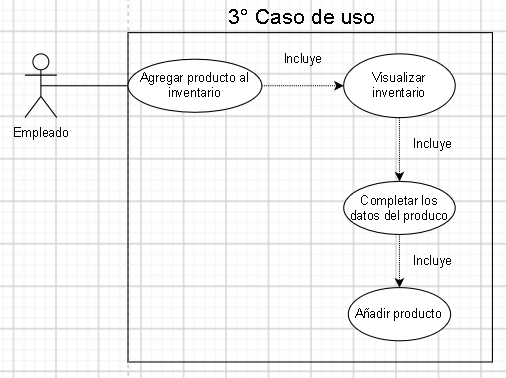 3° Caso de uso
Agregar producto al
inventario
Incluye
Visualizar
inventario
Empleado
Incluye
Completar los
datos del produco
Incluye
Añadir producto